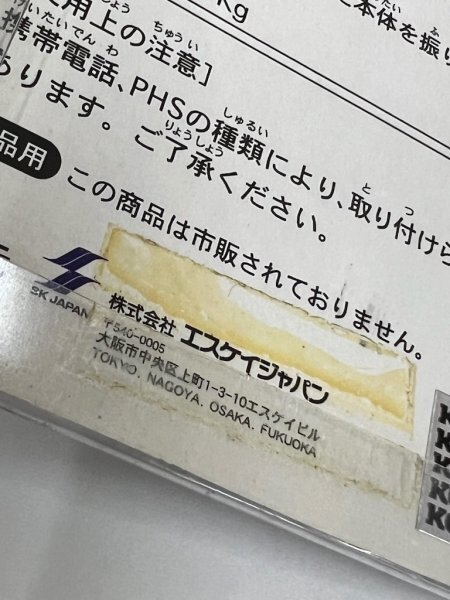 Kg
本体を振り
使用上の注意]
携帯電話、PHSの種類により、取り付けら
あります。ご了承ください。
品用
この商品は市販されておりません。
SK JAPAN
株式会社 エスケイジャパン
〒540-0005
大阪市中央区上町1-3-10エスケイビル
TOKYO. NAGOYA. OSAKA. FUKUOKA